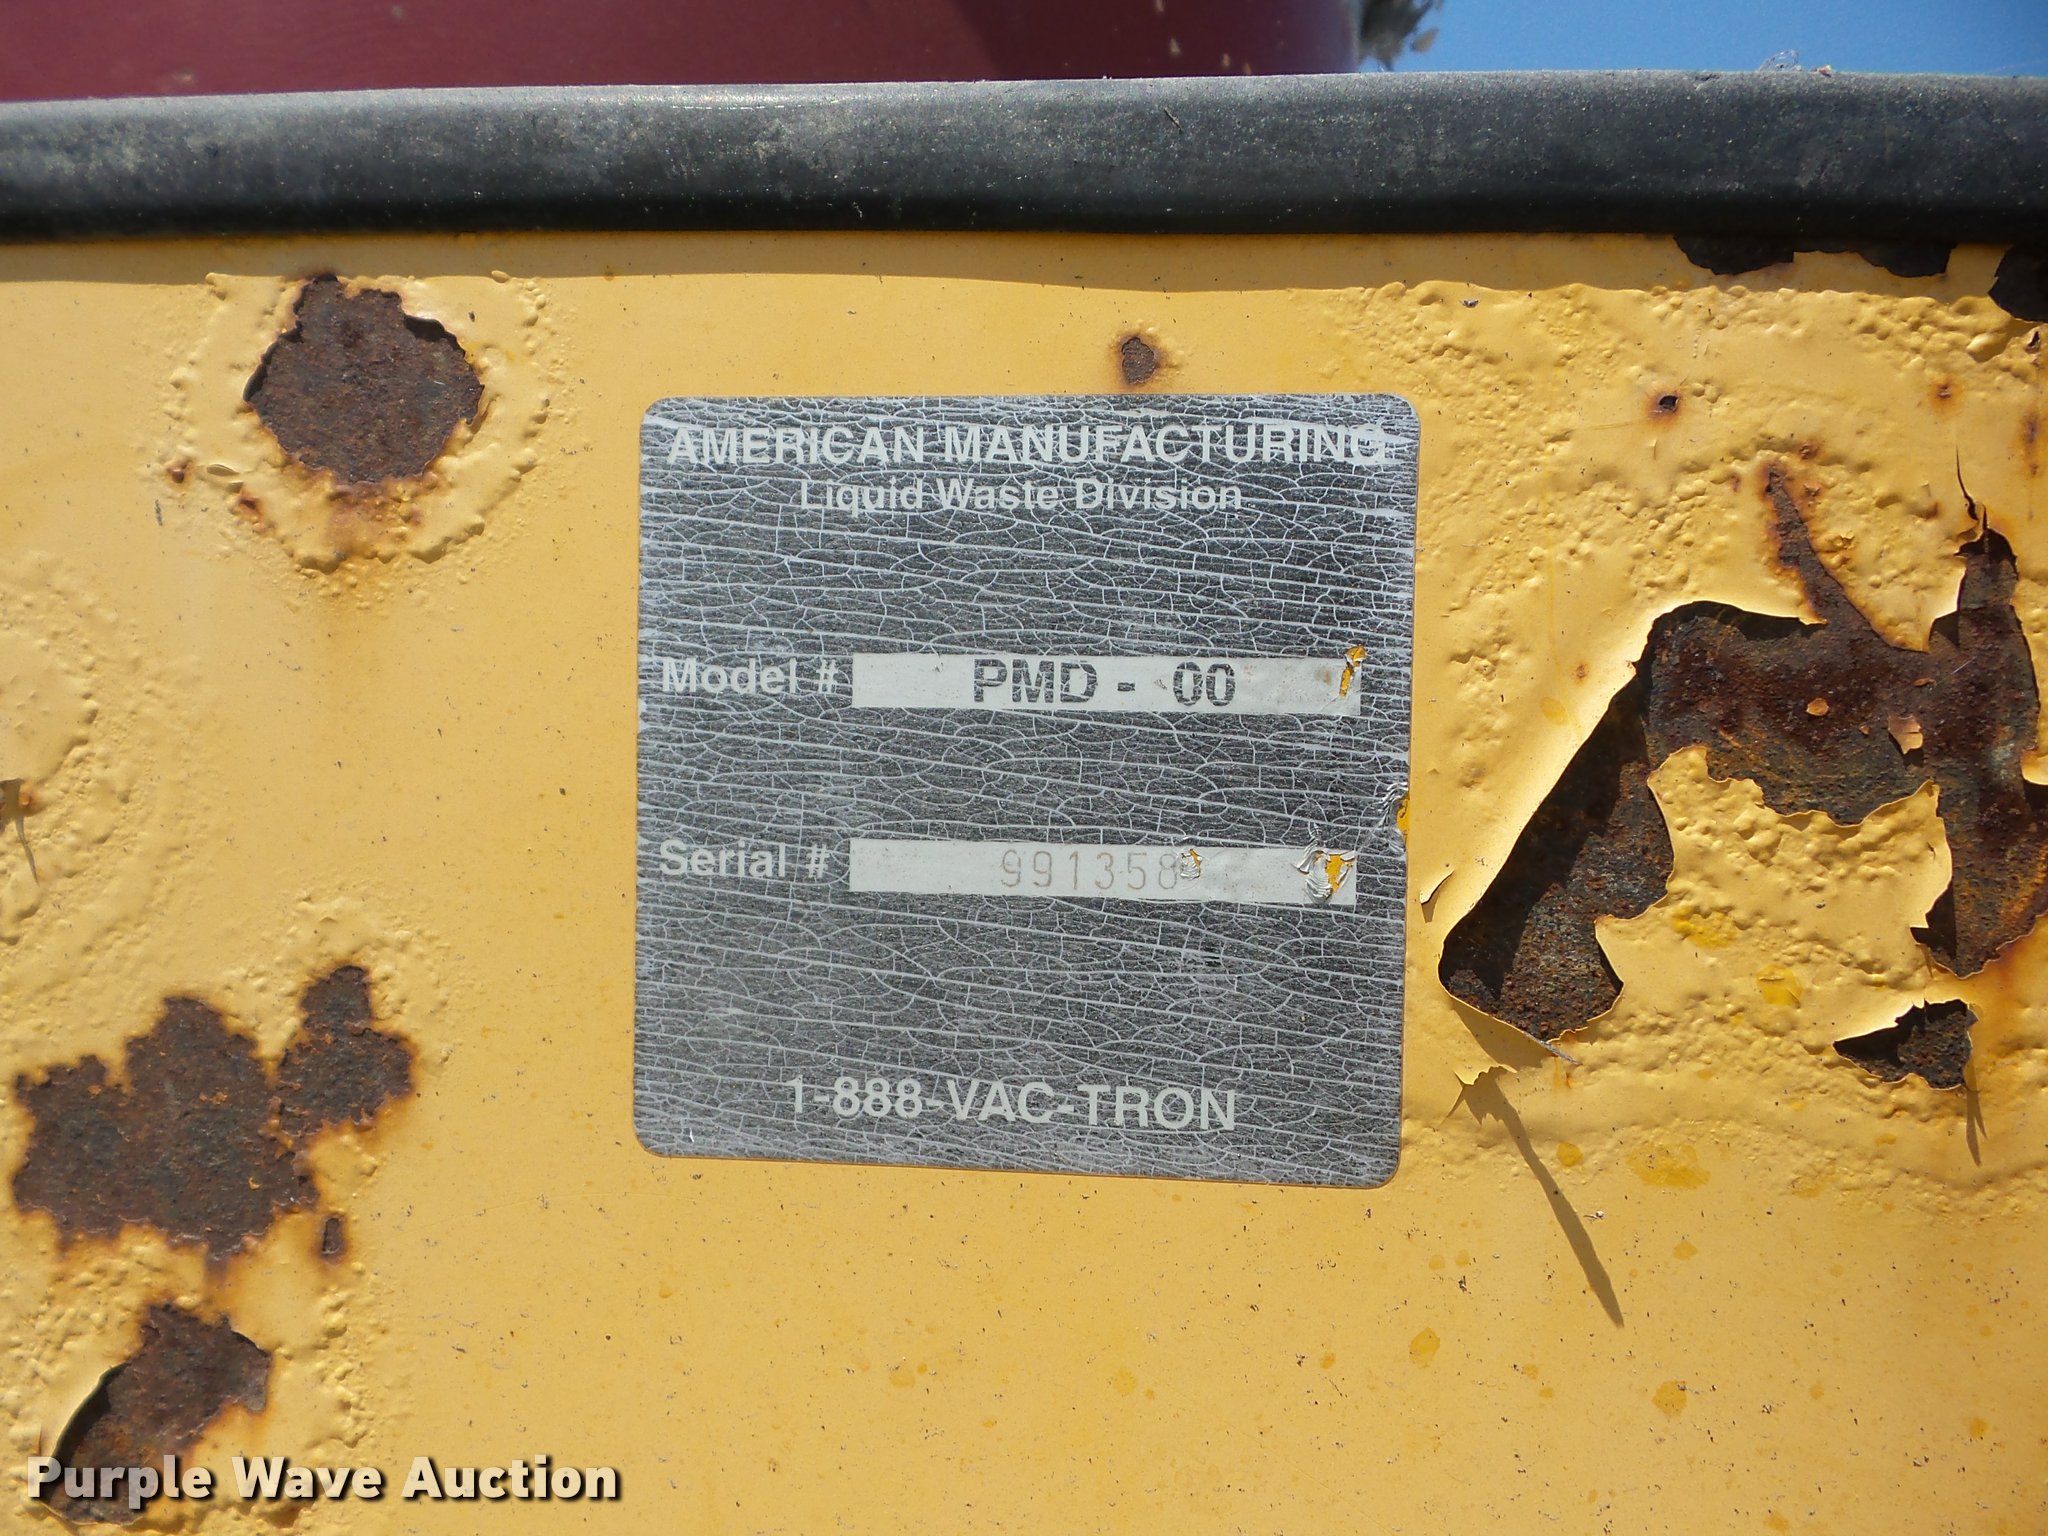 AMERICAN MANUFACTURING
Liquid Waste Division
Model # PMD - 00
Serial # 991358
1-888-VAC-TRON
Purple Wave Auction